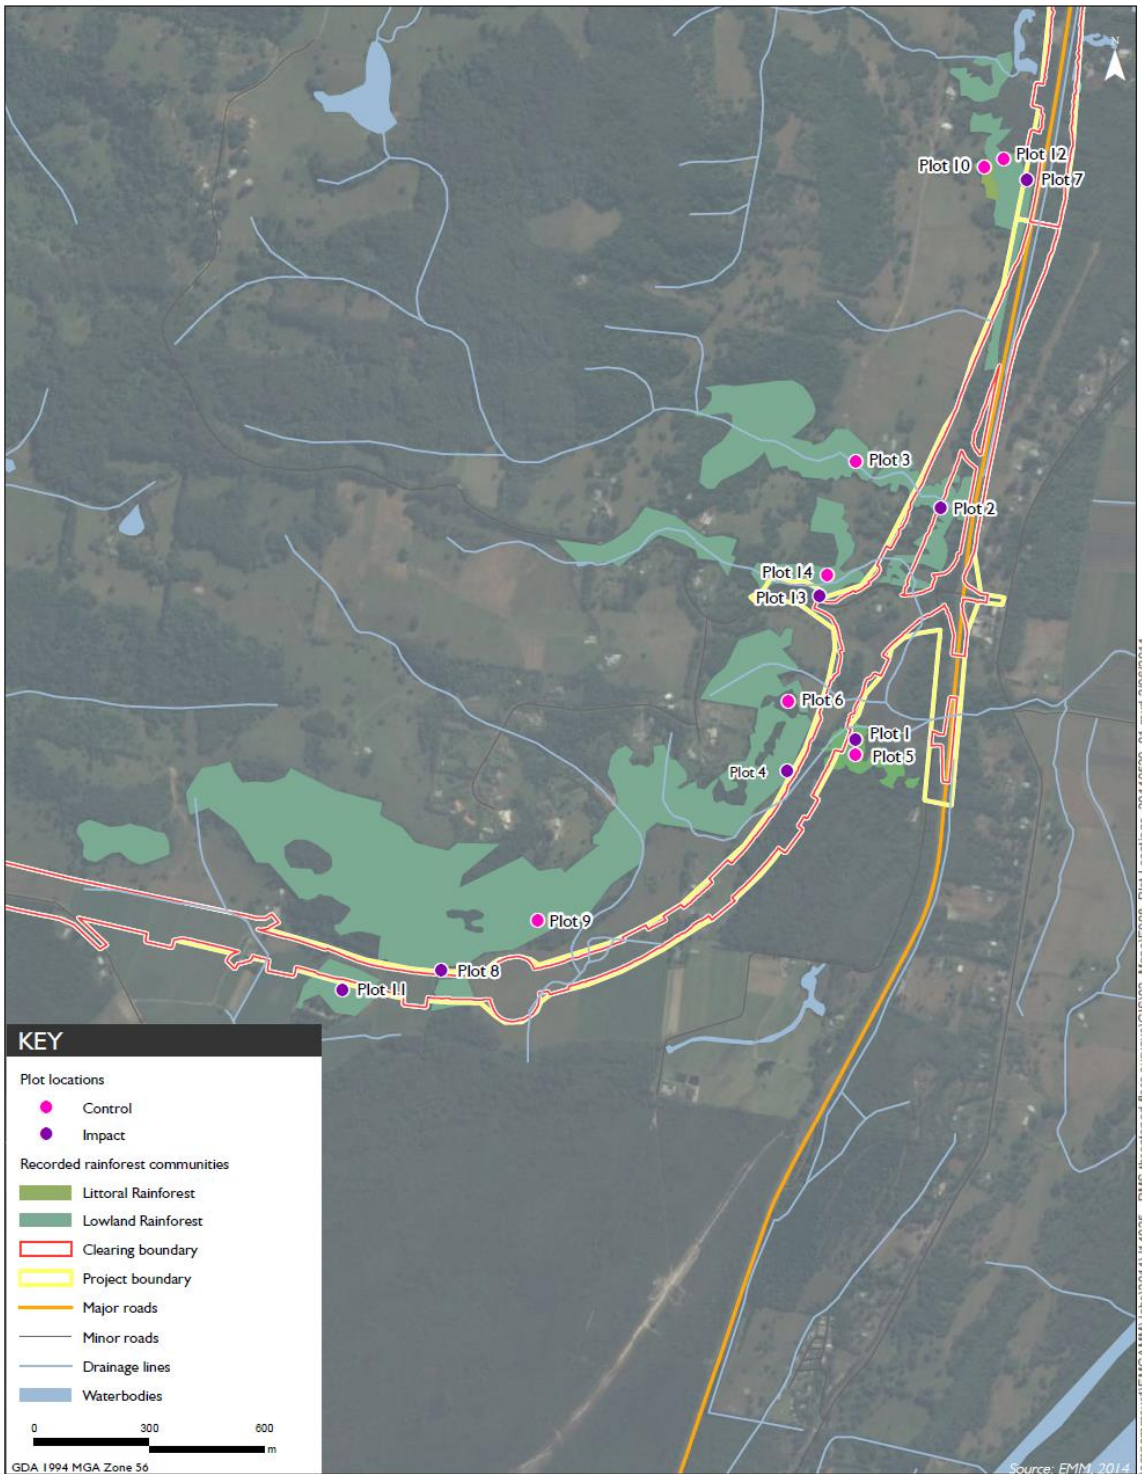 N
Plot 12
Plot 10
Plot 7
Plot 3
Plot 2
Plot 14
Plot 13
Plot 6
Plot 1
Plot 5
Plot 4
Plot 9
Plot 8
Plot 11
KEY
Plot locations
Control
Impact
Recorded rainforest communities
Littoral Rainforest
Lowland Rainforest
Clearing boundary
Project boundary
Major roads
Minor roads
Drainage lines
Waterbodies
0 300 600
m
GDA 1994 MGA Zone 56
Source: EMM, 2014